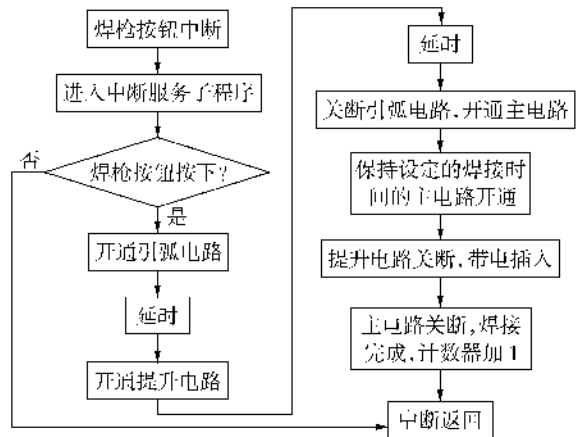 焊枪按钮中断
进入中断服务子程序
焊枪按钮按下?
否
是
开通引弧电路
延时
开通提升电路
延时
关断引弧电路,开通主电路
保持设定的焊接时
间的主电路开通
提升电路关断,带电插入
主电路关断,焊接
完成,计数器加1
中断返回